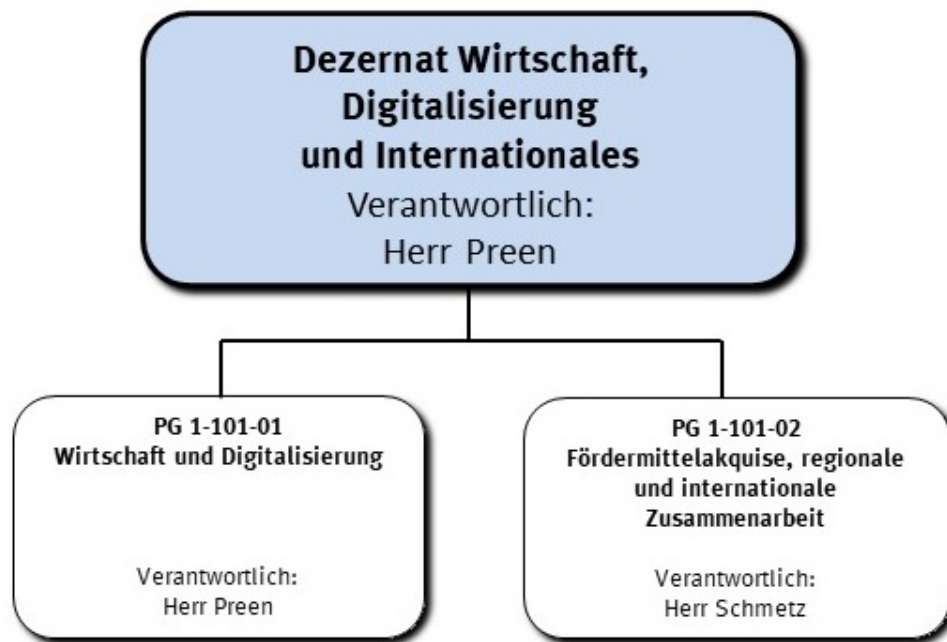 Dezernat Wirtschaft,
Digitalisierung
und Internationales
Verantwortlich:
Herr Preen
PG 1-101-01
Wirtschaft und Digitalisierung
Verantwortlich:
Herr Preen
PG 1-101-02
Fördermittelakquise, regionale
und internationale
Zusammenarbeit
Verantwortlich:
Herr Schmetz